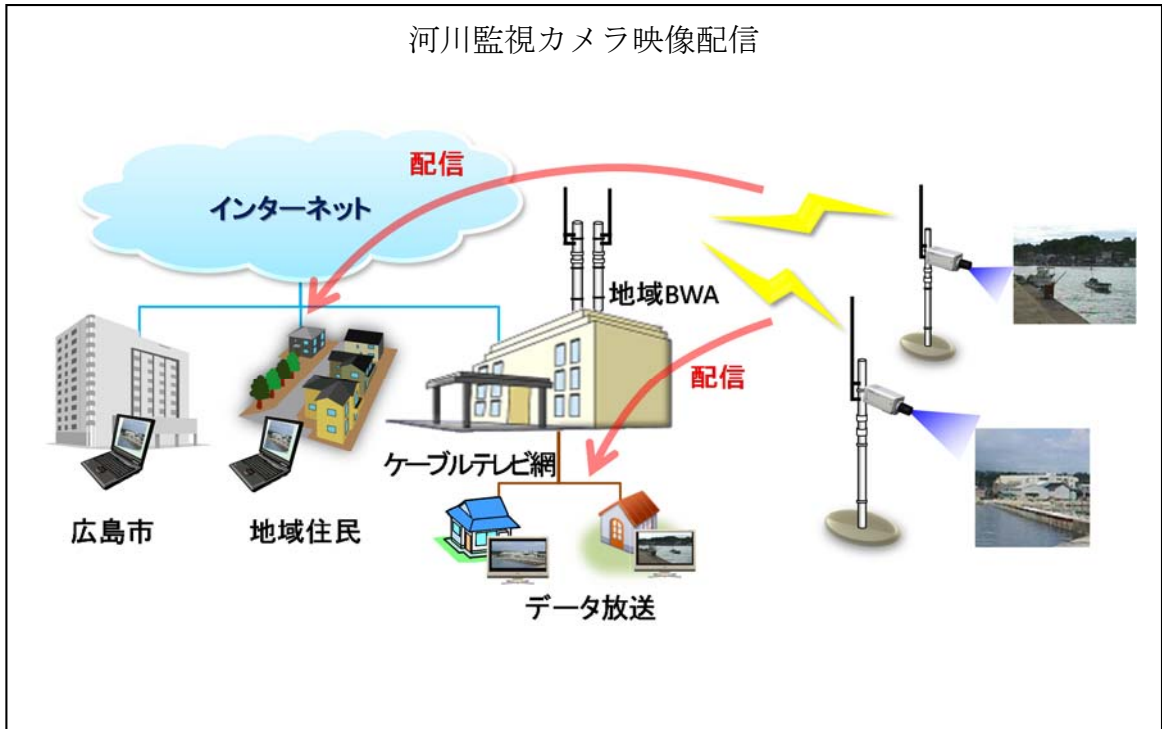 河川監視カメラ映像配信
配信
インターネット
地域BWA
配信
ケーブルテレビ網
広島市
地域住民
データ放送